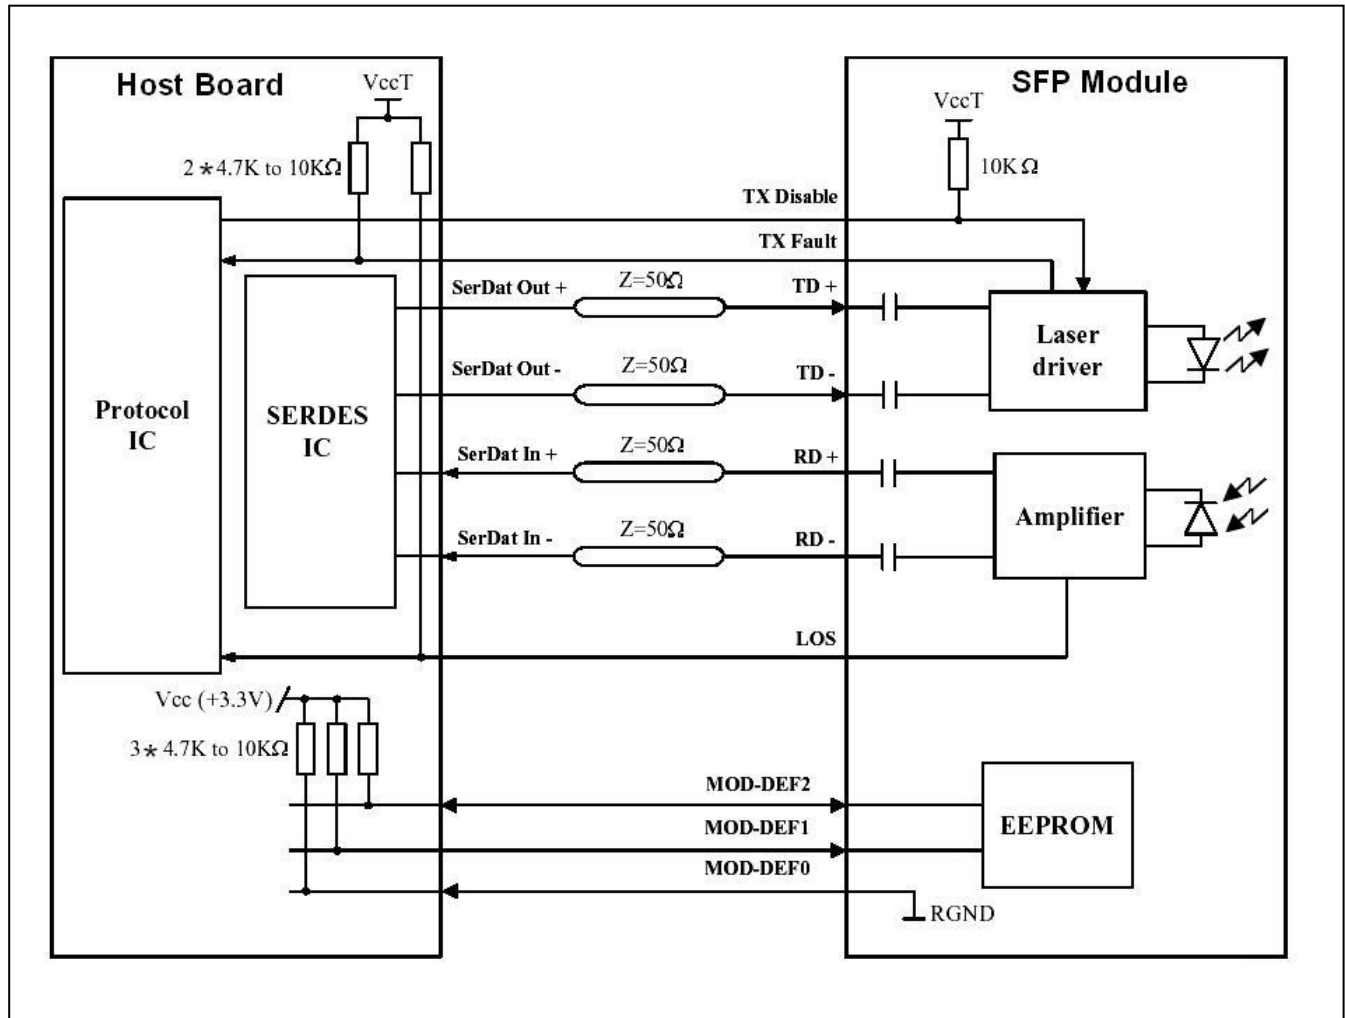 Host Board
SFP Module
VccT
VccT
2*4.7K to 10KΩ
10KΩ
TX Disable
TX Fault
SerDat Out +
Z=50Ω
TD +
Laser
driver
SerDat Out -
Z=50Ω
TD -
Protocol
IC
SERDES
IC
SerDat In +
Z=50Ω
RD +
Amplifier
SerDat In -
Z=50Ω
RD -
LOS
Vcc (+3.3V)
3*4.7K to 10KΩ
MOD-DEF2
MOD-DEF1
EEPROM
MOD-DEF0
RGND